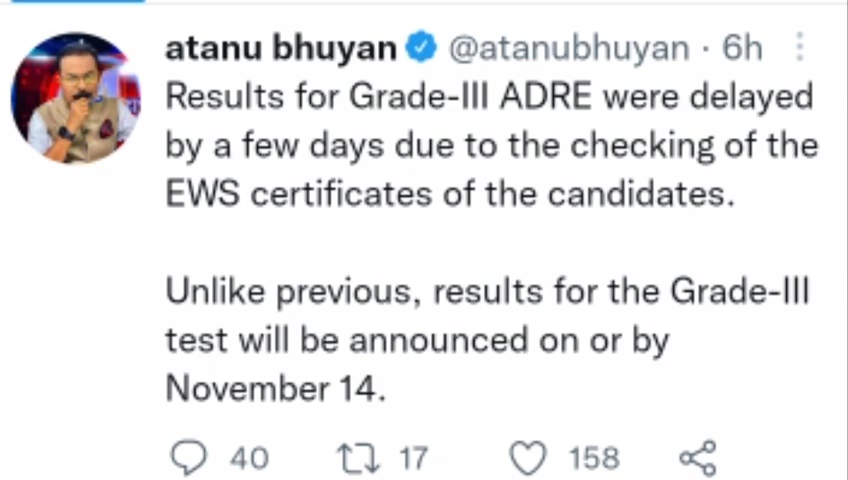 atanu bhuyan @atanubhuyan · 6h
Results for Grade-III ADRE were delayed
by a few days due to the checking of the
EWS certificates of the candidates.
Unlike previous, results for the Grade-III
test will be announced on or by
November 14.
40 17 158